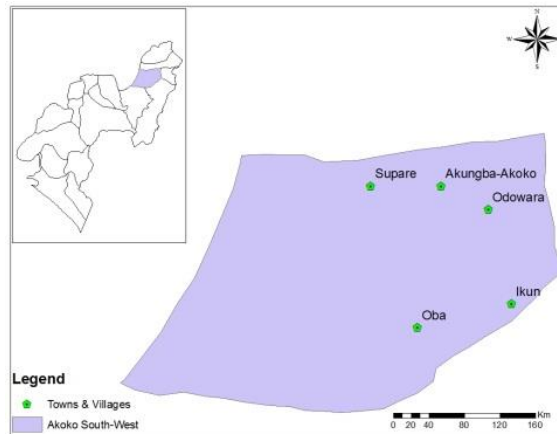 N
W E
S
Supare
Akungba-Akoko
Odowara
Ikun
Oba
Legend
Towns & Villages
Akoko South-West
Km
0 20 40 80 120 160